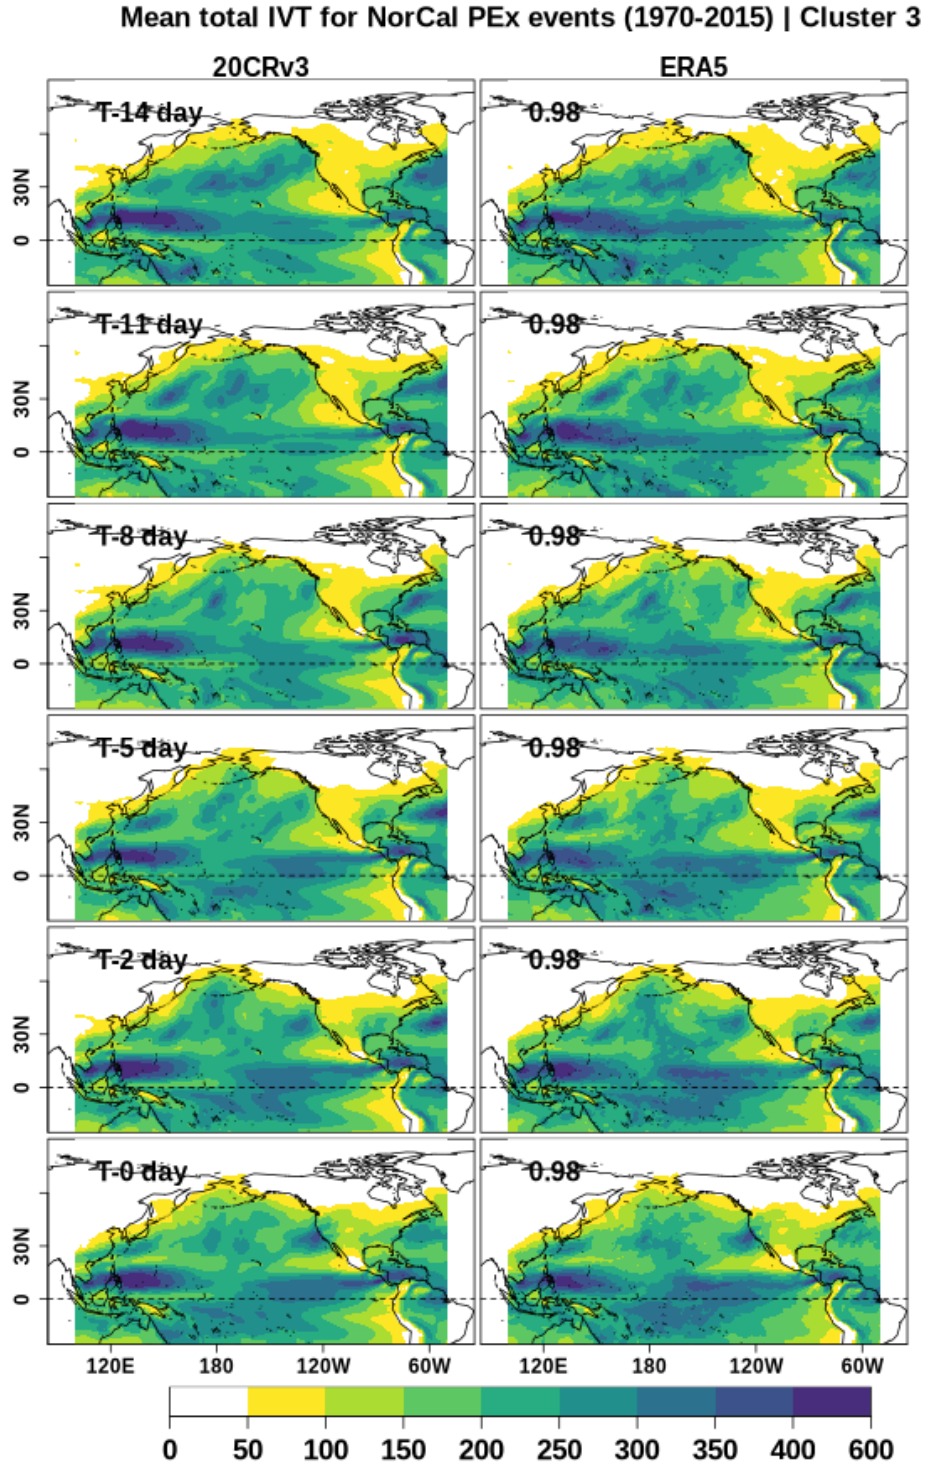 Mean total IVT for NorCal PEx events (1970-2015) | Cluster 3
20CRv3 ERA5
T-14 day 0.98
30N
0
T-11 day 0.98
30N
0
T-8 day 0.98
30N
0
T-5 day 0.98
30N
0
T-2 day 0.98
30N
0
T-0 day 0.98
30N
0
120E 180 120W 60W 120E 180 120W 60W
0 50 100 150 200 250 300 350 400 600